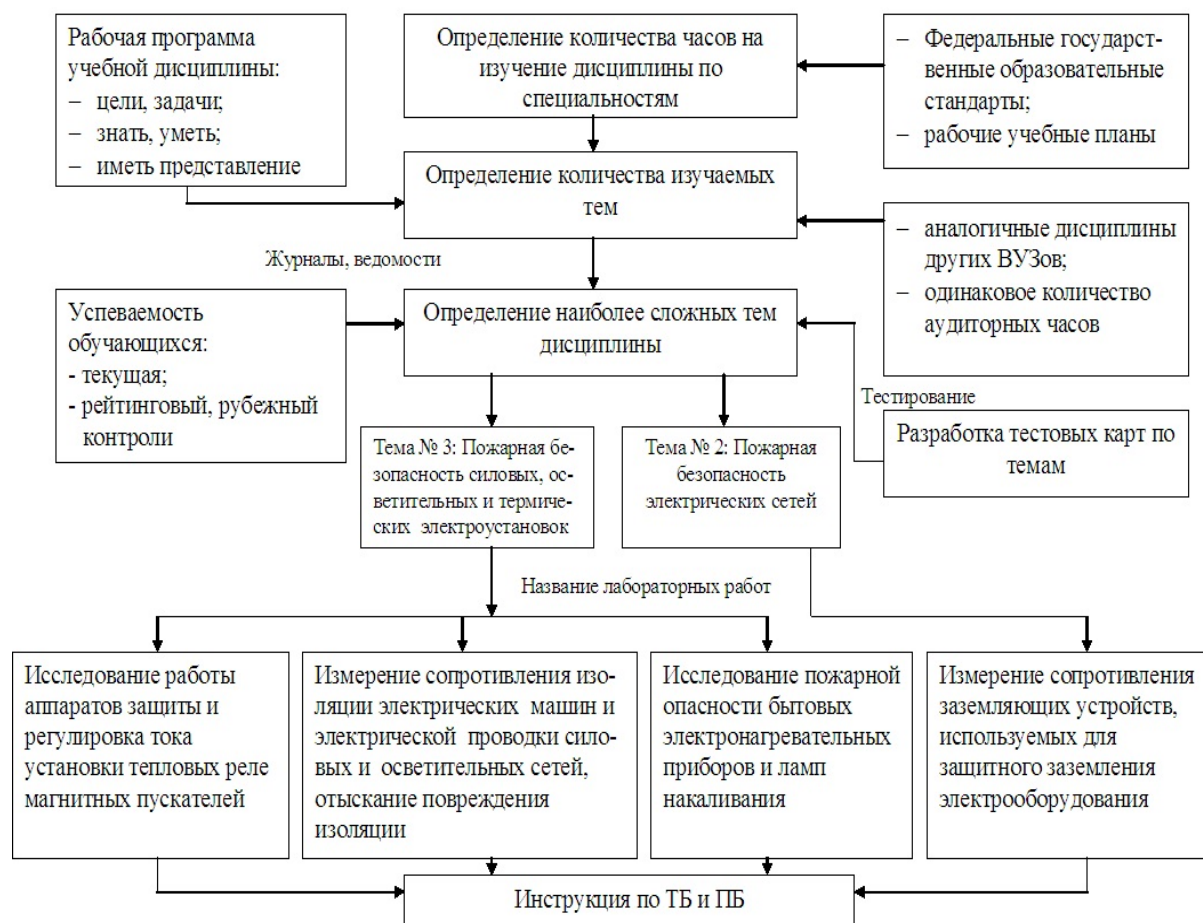 Рабочая программа
учебной дисциплины:
– цели, задачи;
– знать, уметь;
– иметь представление
Определение количества часов на
изучение дисциплины по
специальностям
– Федеральные государст-
венные образовательные
стандарты;
– рабочие учебные планы
Определение количества изучаемых
тем
– аналогичные дисциплины
других ВУЗов;
– одинаковое количество
аудиторных часов
Журналы, ведомости
Успеваемость
обучающихся:
- текущая;
- рейтинговый, рубежный
контроли
Определение наиболее сложных тем
дисциплины
Тестирование
Разработка тестовых карт по
темам
Тема № 3: Пожарная бе-
зопасность силовых, ос-
ветительных и термиче-
ских электроустановок
Тема № 2: Пожарная
безопасность
электрических сетей
Название лабораторных работ
Исследование работы
аппаратов защиты и
регулировка тока
установки тепловых реле
магнитных пускателей
Измерение сопротивления изо-
ляции электрических машин и
электрической проводки сило-
вых и осветительных сетей,
отыскание повреждения
изоляции
Исследование пожарной
опасности бытовых
электронагревательных
приборов и ламп
накаливания
Измерение сопротивления
заземляющих устройств,
используемых для
защитного заземления
электрооборудования
Инструкция по ТБ и ПБ